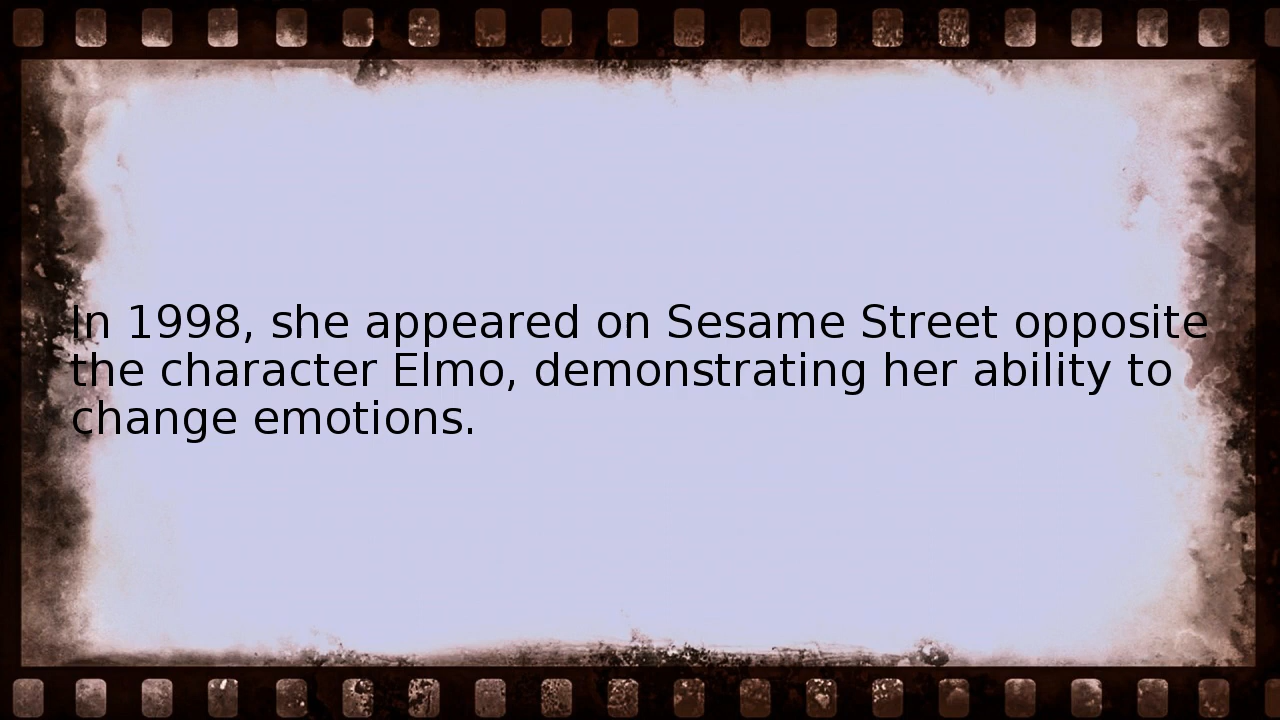 In 1998, she appeared on Sesame Street opposite
the character Elmo, demonstrating her ability to
change emotions.